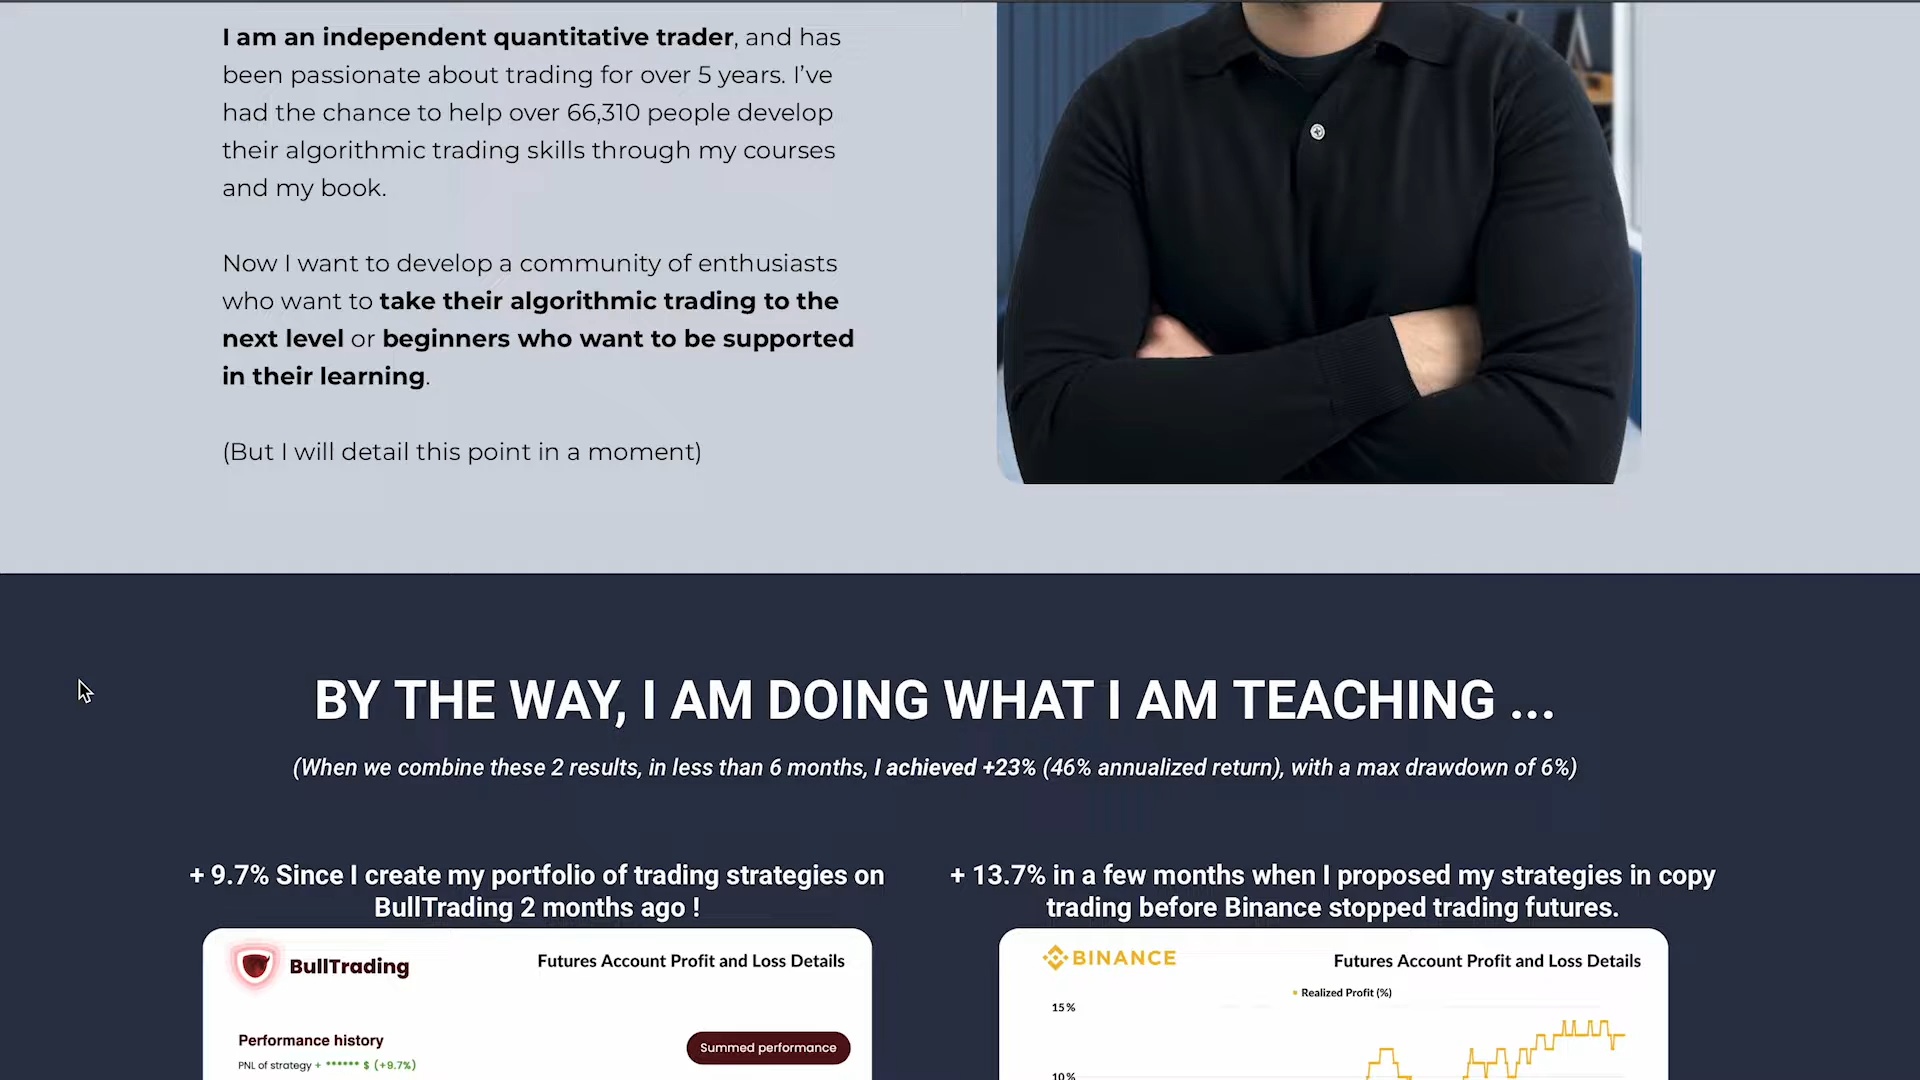 I am an independent quantitative trader, and has
been passionate about trading for over 5 years. I’ve
had the chance to help over 66,310 people develop
their algorithmic trading skills through my courses
and my book.
Now I want to develop a community of enthusiasts
who want to take their algorithmic trading to the
next level or beginners who want to be supported
in their learning.
(But I will detail this point in a moment)
BY THE WAY, I AM DOING WHAT I AM TEACHING ...
(When we combine these 2 results, in less than 6 months, I achieved +23% (46% annualized return), with a max drawdown of 6%)
+ 9.7% Since I create my portfolio of trading strategies on
BullTrading 2 months ago !
BullTrading
Futures Account Profit and Loss Details
Performance history
Summed performance
PNL of strategy + ****** $ (+9.7%)
+ 13.7% in a few months when I proposed my strategies in copy
trading before Binance stopped trading futures.
BINANCE
Futures Account Profit and Loss Details
Realized Profit (%)
15%
10%